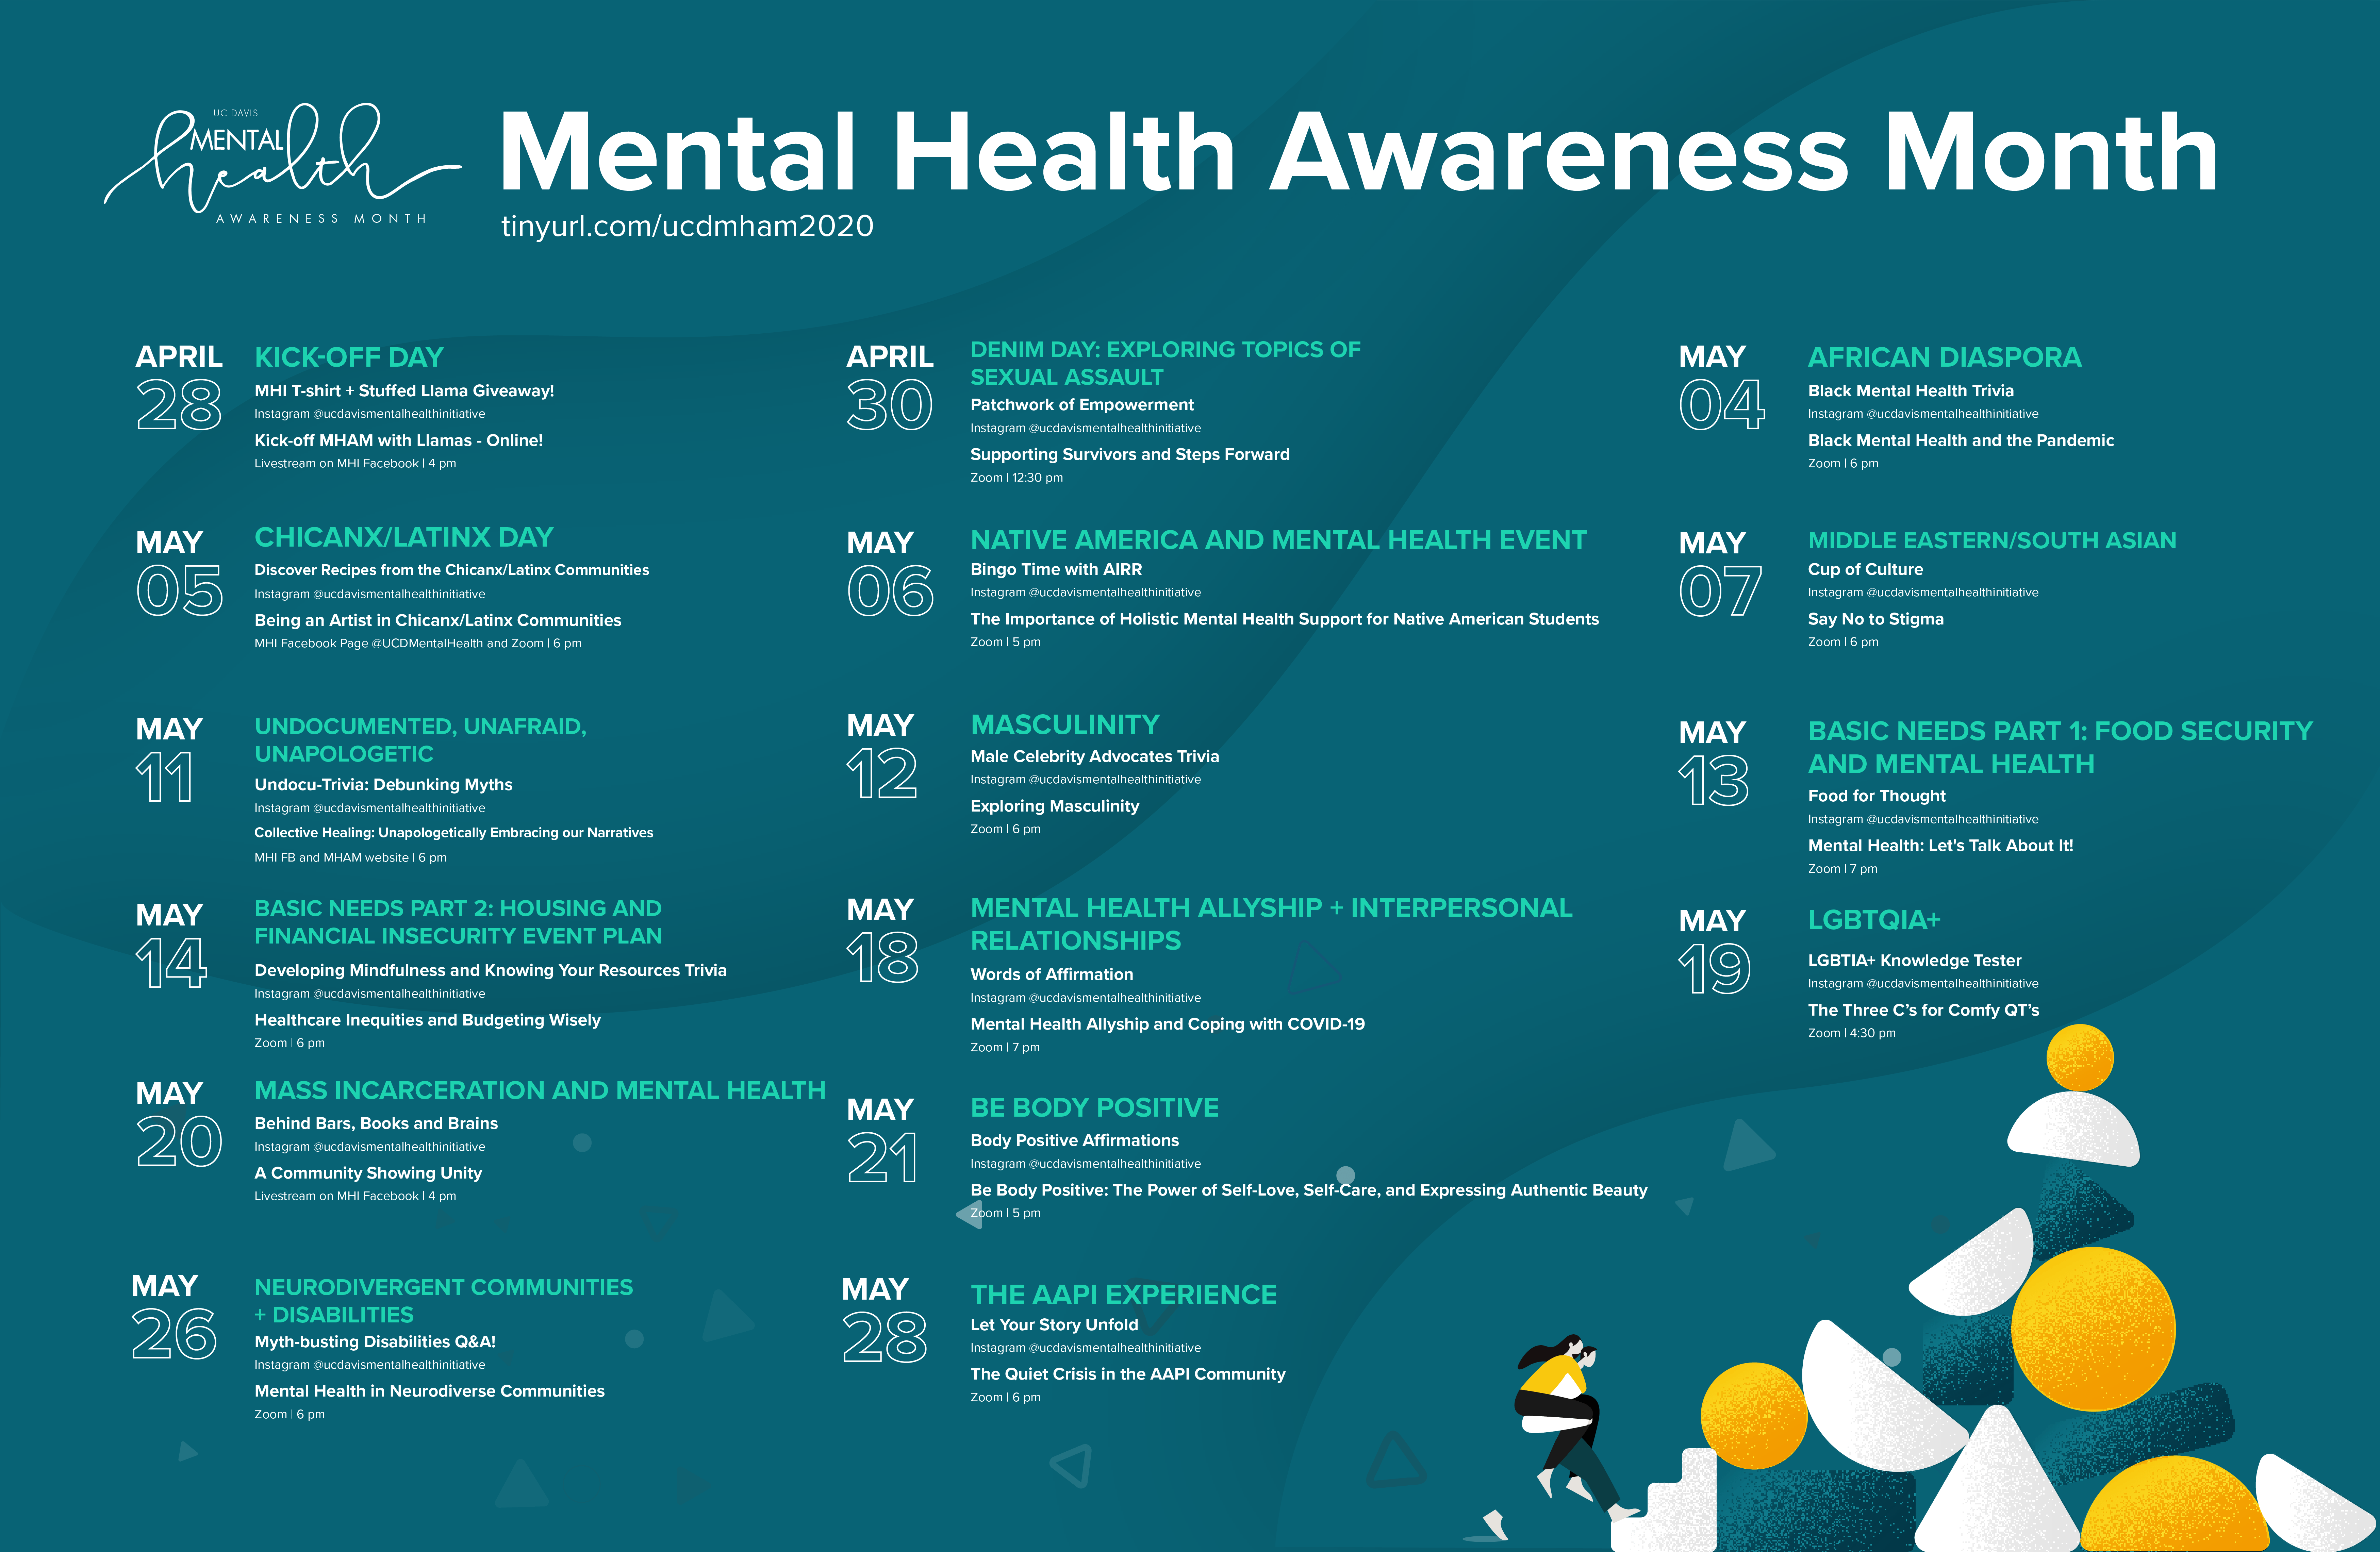 UC DAVIS
MENTAL
health
AWARENESS MONTH
Mental Health Awareness Month
tinyurl.com/ucdmham2020
APRIL
28
KICK-OFF DAY
MHI T-shirt + Stuffed Llama Giveaway!
Instagram @ucdavismentalhealthinitiative
Kick-off MHAM with Llamas - Online!
Livestream on MHI Facebook | 4 pm
APRIL
30
DENIM DAY: EXPLORING TOPICS OF
SEXUAL ASSAULT
Patchwork of Empowerment
Instagram @ucdavismentalhealthinitiative
Supporting Survivors and Steps Forward
Zoom | 12:30 pm
MAY
04
AFRICAN DIASPORA
Black Mental Health Trivia
Instagram @ucdavismentalhealthinitiative
Black Mental Health and the Pandemic
Zoom | 6 pm
MAY
05
CHICANX/LATINX DAY
Discover Recipes from the Chicanx/Latinx Communities
Instagram @ucdavismentalhealthinitiative
Being an Artist in Chicanx/Latinx Communities
MHI Facebook Page @UCDMentalHealth and Zoom | 6 pm
MAY
06
NATIVE AMERICA AND MENTAL HEALTH EVENT
Bingo Time with AIRR
Instagram @ucdavismentalhealthinitiative
The Importance of Holistic Mental Health Support for Native American Students
Zoom | 5 pm
MAY
07
MIDDLE EASTERN/SOUTH ASIAN
Cup of Culture
Instagram @ucdavismentalhealthinitiative
Say No to Stigma
Zoom | 6 pm
MAY
11
UNDOCUMENTED, UNAFRAID,
UNAPOLOGETIC
Undocu-Trivia: Debunking Myths
Instagram @ucdavismentalhealthinitiative
Collective Healing: Unapologetically Embracing our Narratives
MHI FB and MHAM website | 6 pm
MAY
12
MASCULINITY
Male Celebrity Advocates Trivia
Instagram @ucdavismentalhealthinitiative
Exploring Masculinity
Zoom | 6 pm
MAY
13
BASIC NEEDS PART 1: FOOD SECURITY
AND MENTAL HEALTH
Food for Thought
Instagram @ucdavismentalhealthinitiative
Mental Health: Let's Talk About It!
Zoom | 7 pm
MAY
14
BASIC NEEDS PART 2: HOUSING AND
FINANCIAL INSECURITY EVENT PLAN
Developing Mindfulness and Knowing Your Resources Trivia
Instagram @ucdavismentalhealthinitiative
Healthcare Inequities and Budgeting Wisely
Zoom | 6 pm
MAY
18
MENTAL HEALTH ALLYSHIP + INTERPERSONAL
RELATIONSHIPS
Words of Affirmation
Instagram @ucdavismentalhealthinitiative
Mental Health Allyship and Coping with COVID-19
Zoom | 7 pm
MAY
19
LGBTQIA+
LGBTIA+ Knowledge Tester
Instagram @ucdavismentalhealthinitiative
The Three C’s for Comfy QT’s
Zoom | 4:30 pm
MAY
20
MASS INCARCERATION AND MENTAL HEALTH
Behind Bars, Books and Brains
Instagram @ucdavismentalhealthinitiative
A Community Showing Unity
Livestream on MHI Facebook | 4 pm
MAY
21
BE BODY POSITIVE
Body Positive Affirmations
Instagram @ucdavismentalhealthinitiative
Be Body Positive: The Power of Self-Love, Self-Care, and Expressing Authentic Beauty
Zoom | 5 pm
MAY
26
NEURODIVERGENT COMMUNITIES
+ DISABILITIES
Myth-busting Disabilities Q&A!
Instagram @ucdavismentalhealthinitiative
Mental Health in Neurodiverse Communities
Zoom | 6 pm
MAY
28
THE AAPI EXPERIENCE
Let Your Story Unfold
Instagram @ucdavismentalhealthinitiative
The Quiet Crisis in the AAPI Community
Zoom | 6 pm